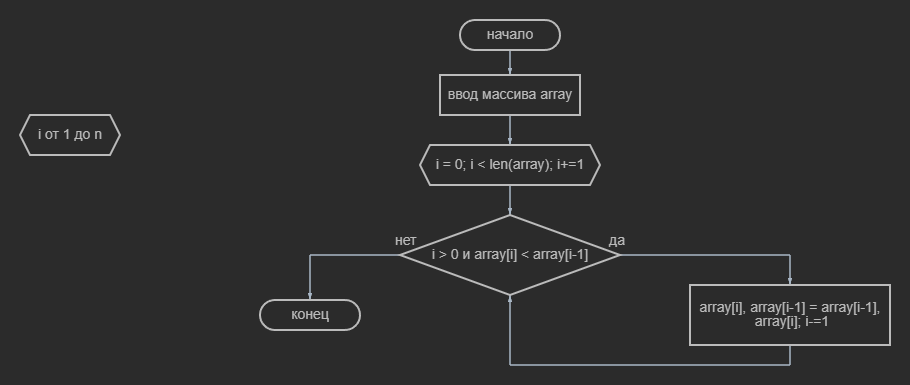 начало
ввод массива array
i от 1 до n
i = 0; i < len(array); i+=1
нет
да
i > 0 и array[i] < array[i-1]
array[i], array[i-1] = array[i-1],
array[i]; i-=1
конец